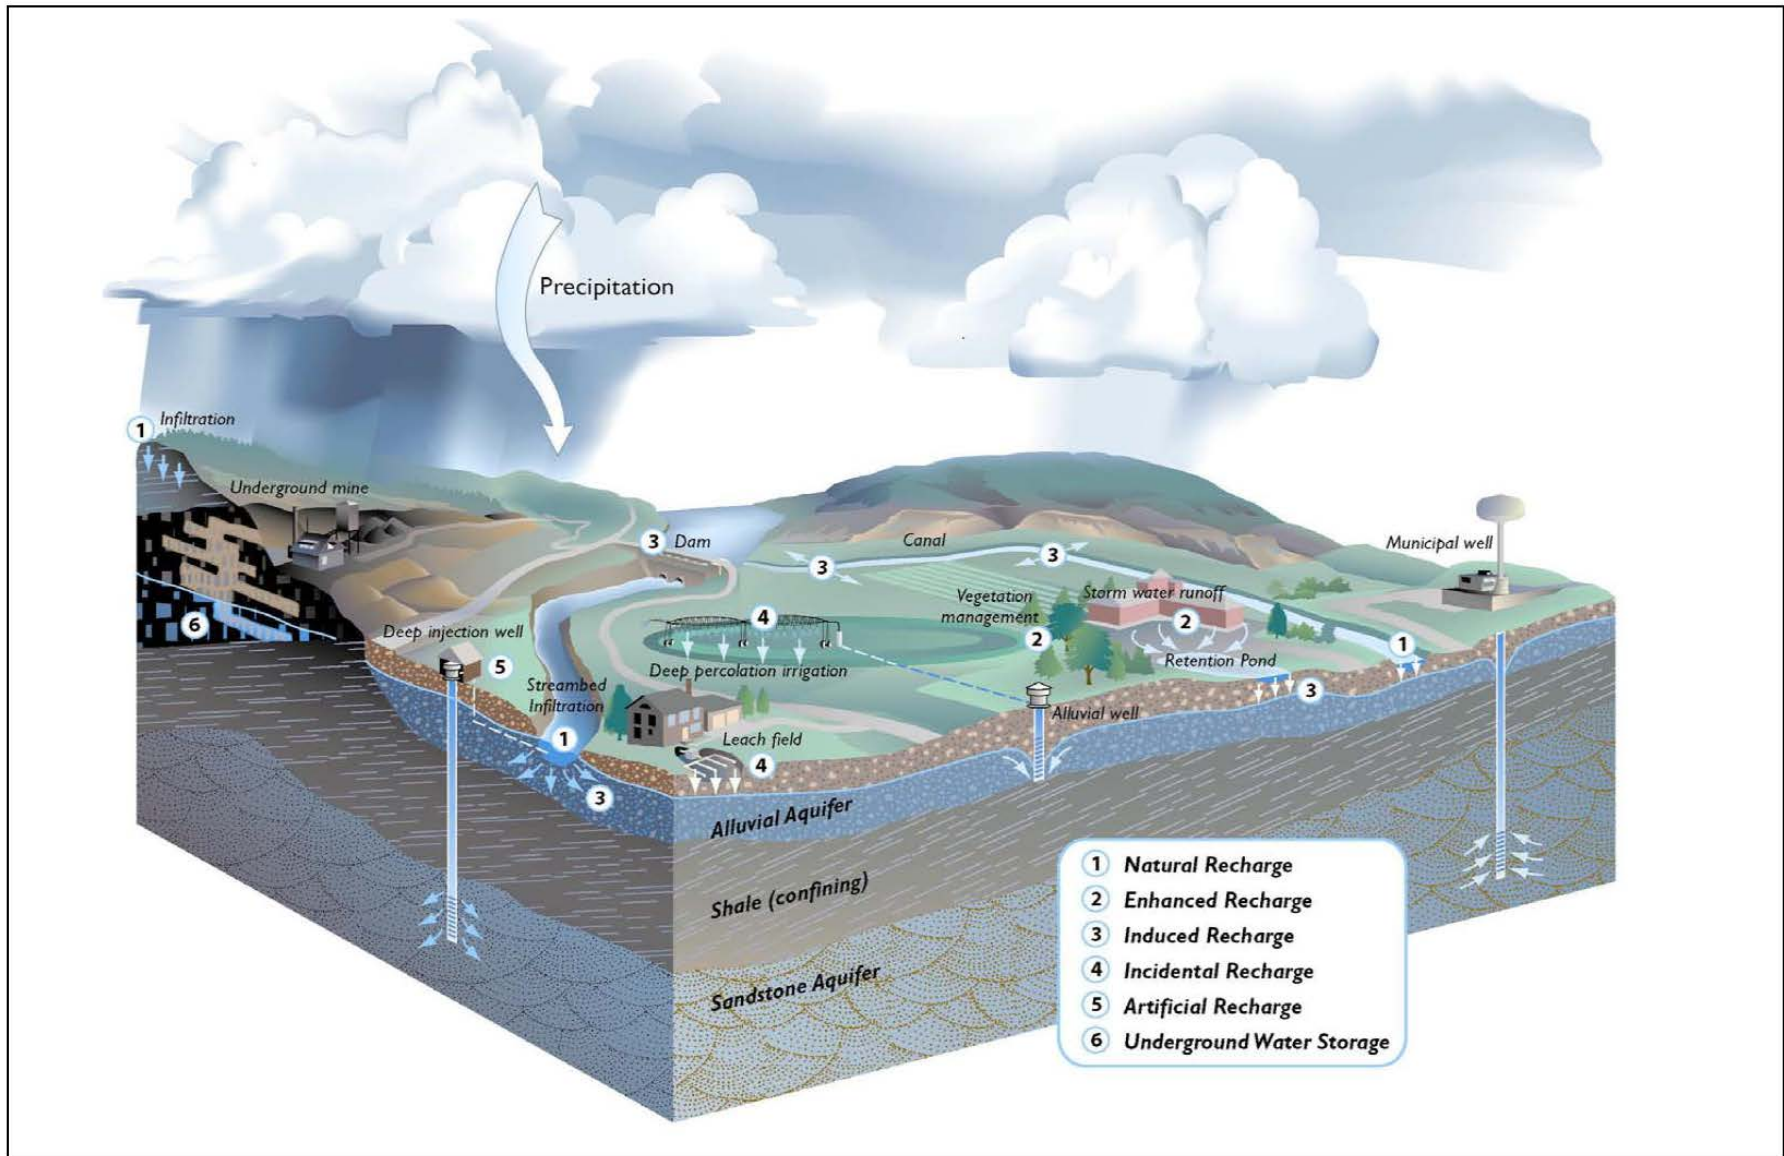 Precipitation
1 Infiltration
Underground mine
3 Dam
Canal
3
3
Municipal well
Vegetation
management
2
Storm water runoff
2
Retention Pond
1
3
4
Deep percolation irrigation
6
Deep injection well
5
Streambed
Infiltration
1
3
Leach field
4
Alluvial well
Alluvial Aquifer
Shale (confining)
Sandstone Aquifer
1 Natural Recharge
2 Enhanced Recharge
3 Induced Recharge
4 Incidental Recharge
5 Artificial Recharge
6 Underground Water Storage